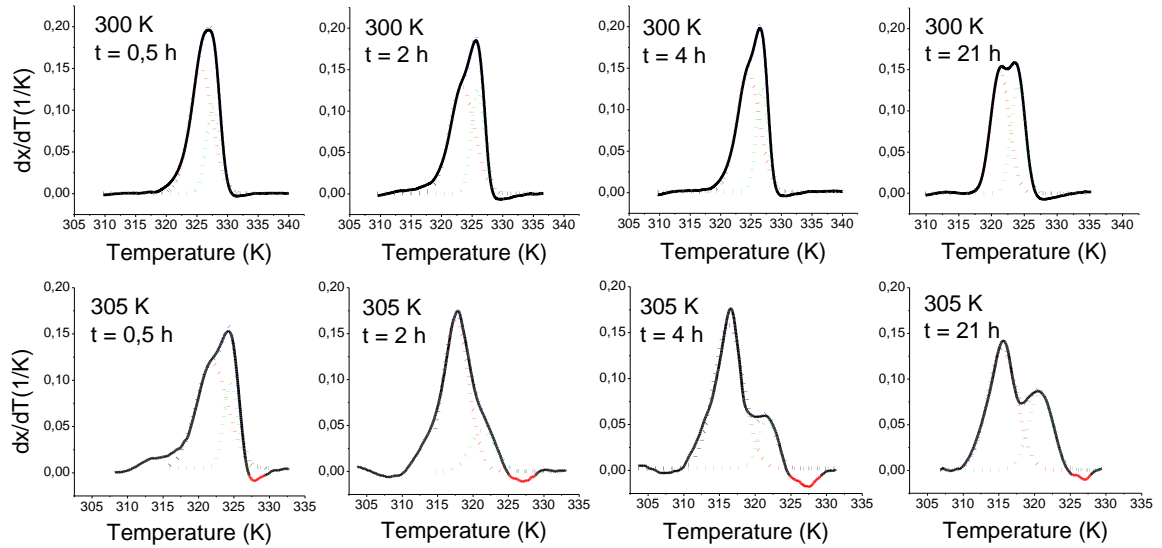 300 K
t = 0,5 h
300 K
t = 2 h
300 K
t = 4 h
300 K
t = 21 h
dx/dT(1/K)
0,20
0,15
0,10
0,05
0,00
305 310 315 320 325 330 335 340
Temperature (K)
0,20
0,15
0,10
0,05
0,00
305 310 315 320 325 330 335 340
Temperature (K)
0,20
0,15
0,10
0,05
0,00
305 310 315 320 325 330 335 340
Temperature (K)
0,20
0,15
0,10
0,05
0,00
310 315 320 325 330 335 340
Temperature (K)
305 K
t = 0,5 h
305 K
t = 2 h
305 K
t = 4 h
305 K
t = 21 h
dx/dT(1/K)
0,20
0,15
0,10
0,05
0,00
305 310 315 320 325 330 335
Temperature (K)
0,20
0,15
0,10
0,05
0,00
305 310 315 320 325 330 335
Temperature (K)
0,20
0,15
0,10
0,05
0,00
305 310 315 320 325 330 335
Temperature (K)
0,20
0,15
0,10
0,05
0,00
305 310 315 320 325 330 335
Temperature (K)